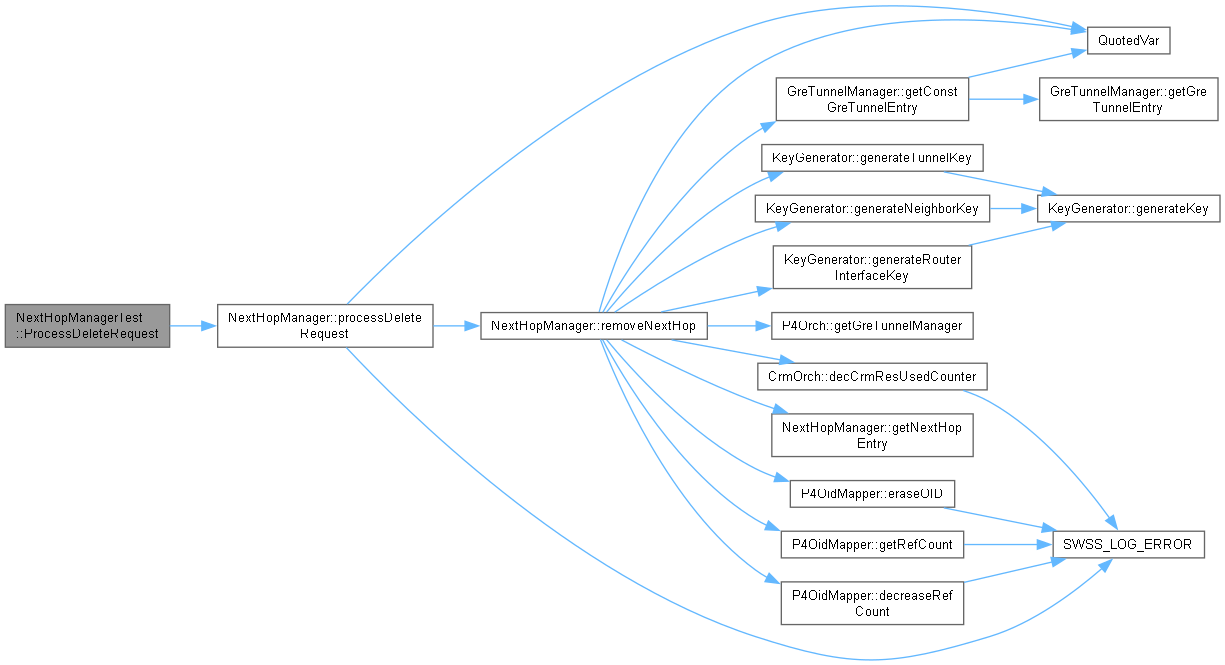 QuotedVar
GreTunnelManager::getConst
GreTunnelEntry
GreTunnelManager::getGre
TunnelEntry
KeyGenerator::generateTunnelKey
KeyGenerator::generateNeighborKey
KeyGenerator::generateKey
KeyGenerator::generateRouter
InterfaceKey
NextHopManagerTest
::ProcessDeleteRequest
NextHopManager::processDelete
Request
NextHopManager::removeNextHop
P4Orch::getGreTunnelManager
CrmOrch::decCrmResUsedCounter
NextHopManager::getNextHop
Entry
P4OidMapper::eraseOID
P4OidMapper::getRefCount
SWSS_LOG_ERROR
P4OidMapper::decreaseRef
Count